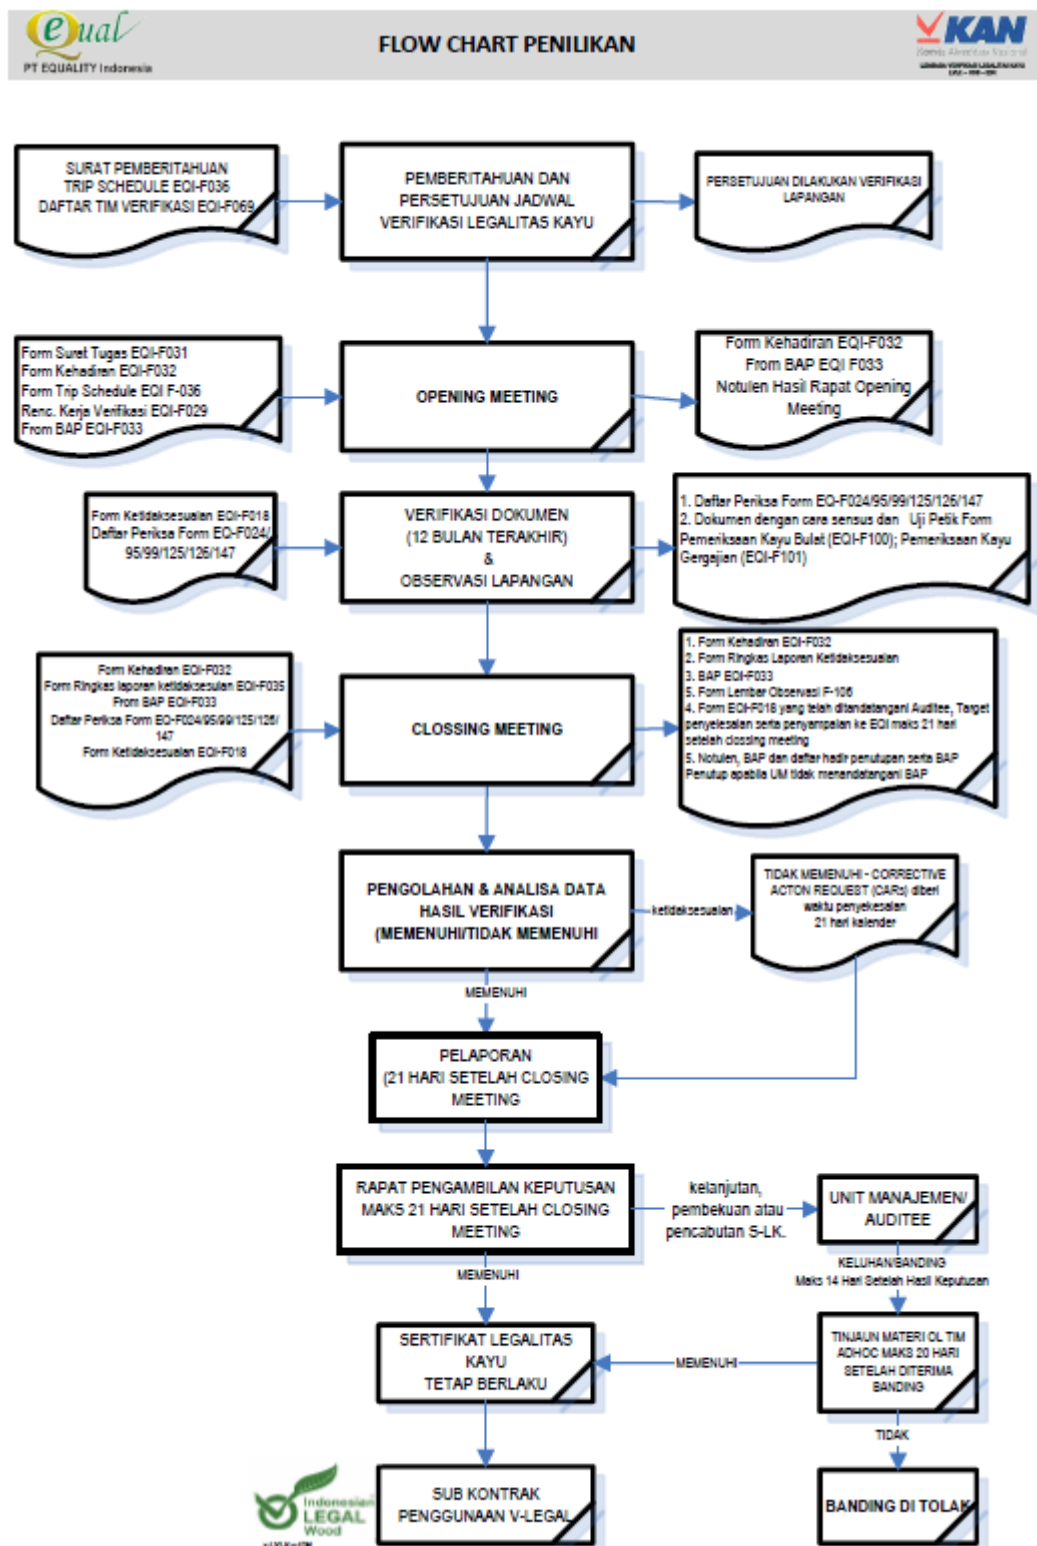 equal
PT EQUALITY Indonesia
FLOW CHART PENILIKAN
KAN
Komite Akreditasi Nasional
LEMBAGA VERIFIKASI LEGALITAS KAYU
SURAT PEMBERITAHUAN
TRIP SCHEDULE EQI-F036
DAFTAR TIM VERIFIKASI EQI-F069
PEMBERITAHUAN DAN
PERSETUJUAN JADWAL
VERIFIKASI LEGALITAS KAYU
PERSETUJUAN DILAKUKAN VERIFIKASI
LAPANGAN
Form Surat Tugas EQI-F031
Form Kehadiran EQI-F032
Form Trip Schedule EQI F-036
Renc. Kerja Verifikasi EQI-F029
From BAP EQI-F033
OPENING MEETING
Form Kehadiran EQI-F032
From BAP EQI F033
Notulen Hasil Rapat Opening
Meeting
Form Ketidaksesualan EQI-F018
Daftar Periksa Form EQ-F024/
95/99/125/126/147
VERIFIKASI DOKUMEN
(12 BULAN TERAKHIR)
&
OBSERVASI LAPANGAN
1. Daftar Periksa Form EQ-F024/95/99/125/126/147
2. Dokumen dengan cara sensus dan Uji Petik Form
Pemeriksaan Kayu Bulat (EQI-F100); Pemeriksaan Kayu
Gergajian (EQI-F101)
Form Kehadiran EQI-F032
Form Ringkas laporan ketidaksesulan EQI-F035
From BAP EQI-F033
Daftar Periksa Form EQ-F024/95/99/125/126/
147
Form Ketidaksesualan EQI-F018
CLOSSING MEETING
1. Form Kehadiran EQI-F032
2. Form Ringkas Laporan Ketidaksesuaian
3. BAP EQI-F033
5. Form Lembar Observasi F-106
4. Form EQI-F018 yang telah ditandatangani Auditee, Target
penyelesaian serta penyampaian ke EQI maks 21 hari
setelah clossing meeting
5. Notulen, BAP dan daftar hadir penutupan serta BAP
Penutup apabila UM tidak menandatangani BAP
PENGOLAHAN & ANALISA DATA
HASIL VERIFIKASI
(MEMENUHI/TIDAK MEMENUHI
ketidaksesualan
TIDAK MEMENUHI - CORRECTIVE
ACTON REQUEST (CARs) diberi
waktu penyekesaian
21 hari kalender
MEMENUHI
PELAPORAN
(21 HARI SETELAH CLOSING
MEETING
RAPAT PENGAMBILAN KEPUTUSAN
MAKS 21 HARI SETELAH CLOSING
MEETING
kelanjutan,
pembekuan atau
pencabutan S-LK.
UNIT MANAJEMEN/
AUDITEE
KELUHAN/BANDING
Maks 14 Hari Setelah Hasil Keputusan
MEMENUHI
SERTIFIKAT LEGALITAS
KAYU
TETAP BERLAKU
MEMENUHI
TINJAUN MATERI OL TIM
ADHOC MAKS 20 HARI
SETELAH DITERIMA
BANDING
TIDAK
Indonesian
LEGAL
Wood
SUB KONTRAK
PENGGUNAAN V-LEGAL
BANDING DI TOLAK